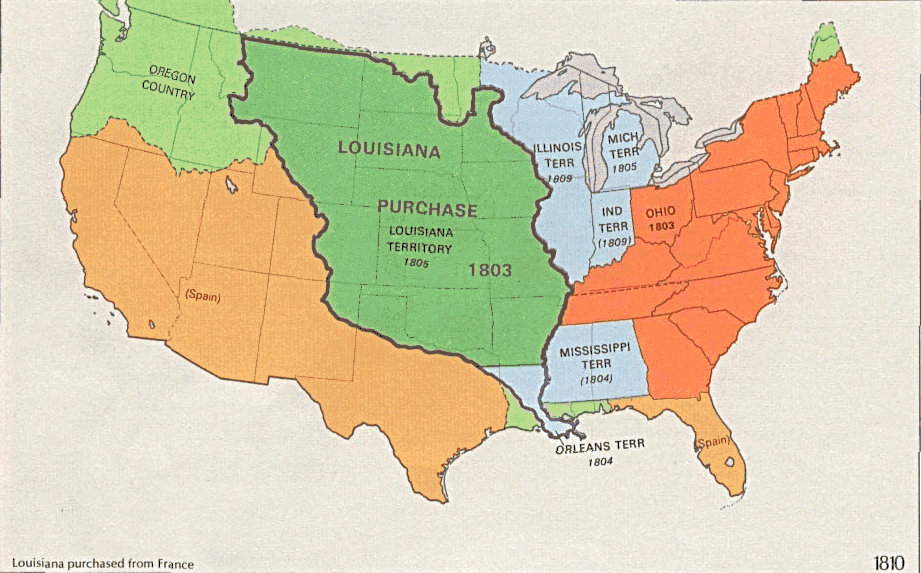 OREGON
COUNTRY
LOUISIANA
PURCHASE
LOUISIANA
TERRITORY
1805
1803
ILLINOIS
TERR
1809
MICH
TERR
1805
IND
TERR
(1809)
OHIO
1803
(Spain)
MISSISSIPPI
TERR
(1804)
(Spain)
ORLEANS TERR
1804
Louisiana purchased from France
1810